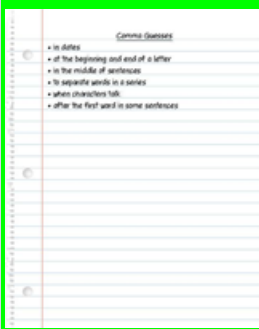 Comma Guesses
• in dates
• at the beginning and end of a letter
• in the middle of sentences
• to separate words in a series
• when characters talk
• after the first word in some sentences